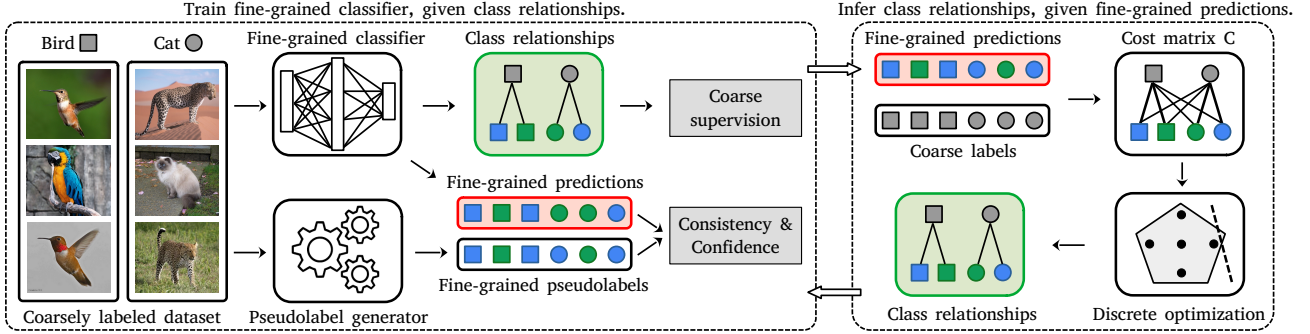 Train fine-grained classifier, given class relationships.
Bird
Cat
Fine-grained classifier
Class relationships
Coarse
supervision
Fine-grained predictions
Consistency &
Confidence
Fine-grained pseudolabels
Coarsely labeled dataset
Pseudolabel generator
Infer class relationships, given fine-grained predictions.
Fine-grained predictions
Cost matrix C
Coarse labels
Class relationships
Discrete optimization